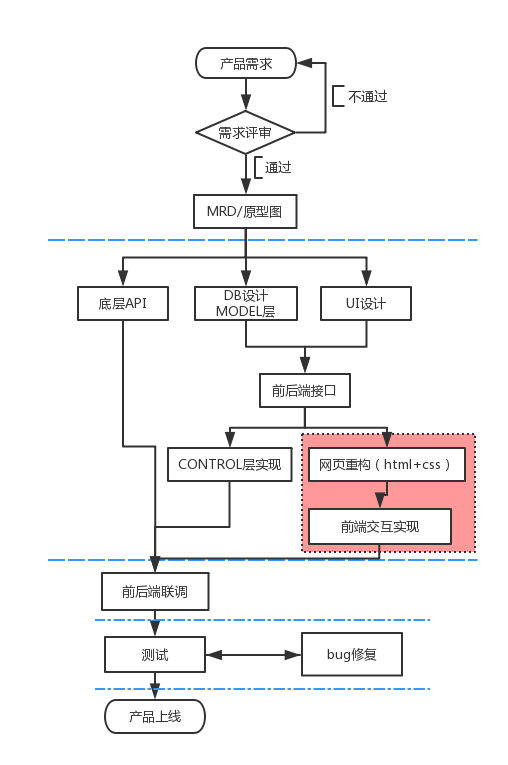 产品需求
不通过
需求评审
通过
MRD/原型图
底层API
DB设计
MODEL层
UI设计
前后端接口
CONTROL层实现
网页重构（html+css）
前端交互实现
前后端联调
测试
bug修复
产品上线